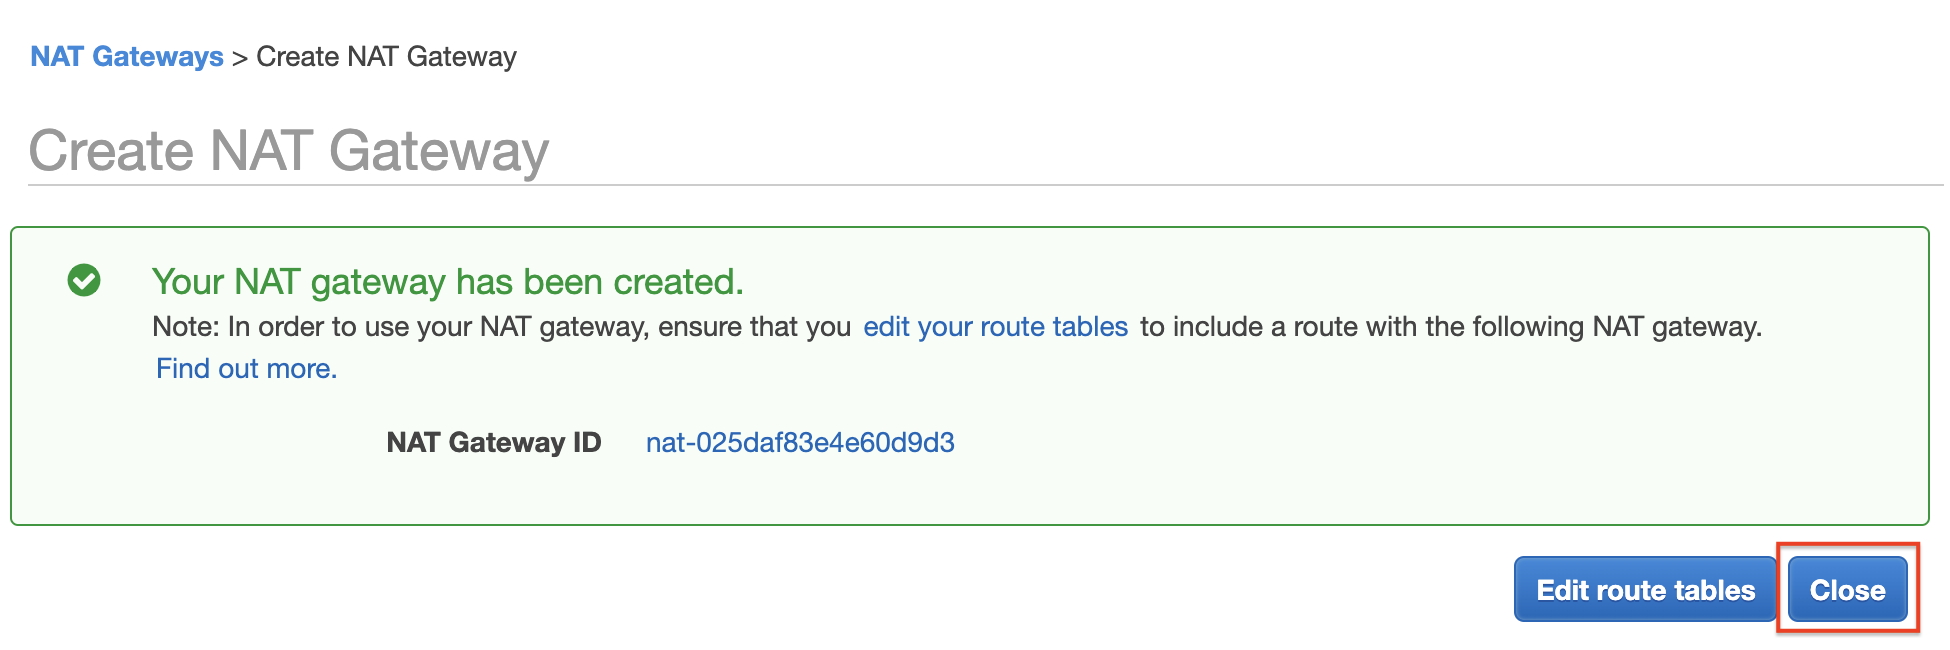 NAT Gateways > Create NAT Gateway
Create NAT Gateway
Your NAT gateway has been created.
Note: In order to use your NAT gateway, ensure that you edit your route tables to include a route with the following NAT gateway.
Find out more.
NAT Gateway ID nat-025daf83e4e60d9d3
Edit route tables Close